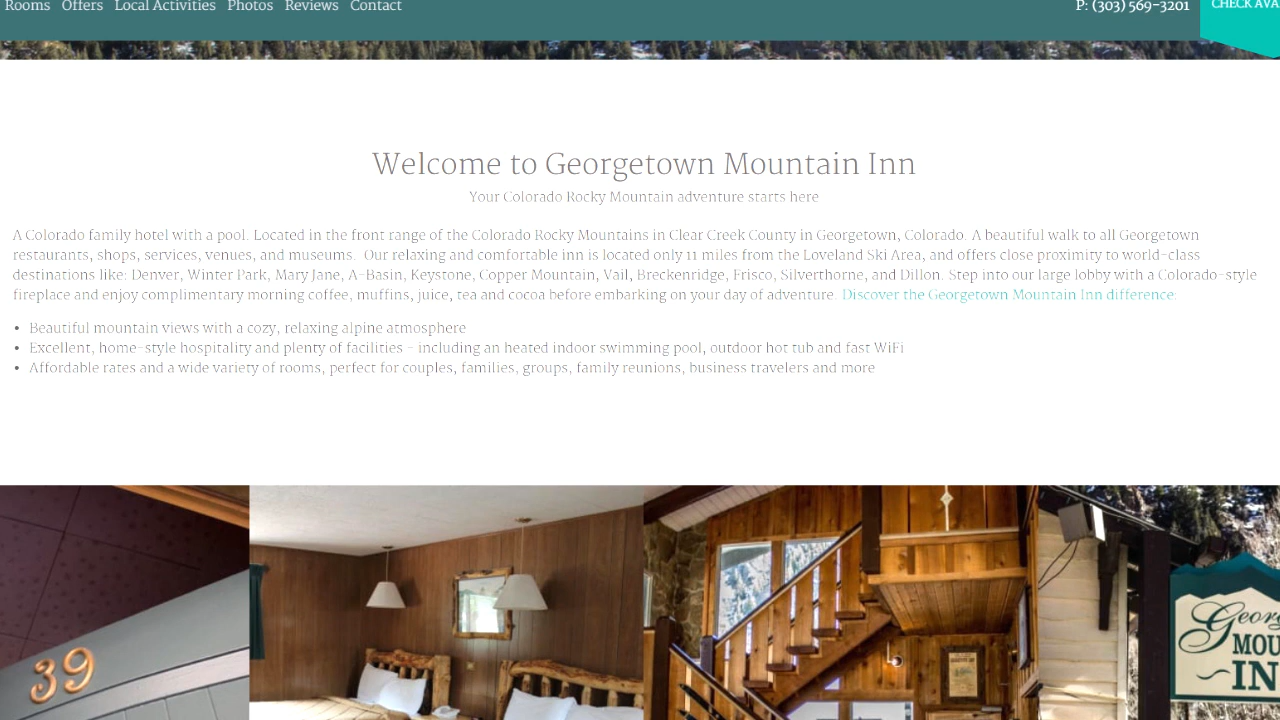 Rooms Offers Local Activities Photos Reviews Contact P: (303) 569-3201 CHECK
Welcome to Georgetown Mountain Inn
Your Colorado Rocky Mountain adventure starts here
A Colorado family hotel with a pool. Located in the front range of the Colorado Rocky Mountains in Clear Creek County in Georgetown, Colorado. A beautiful walk to all Georgetown
restaurants, shops, services, venues, and museums. Our relaxing and comfortable inn is located only 11 miles from the Loveland Ski Area, and offers close proximity to world-class
destinations like: Denver, Winter Park, Mary Jane, A-Basin, Keystone, Copper Mountain, Vail, Breckenridge, Frisco, Silverthorne, and Dillon. Step into our large lobby with a Colorado-style
fireplace and enjoy complimentary morning coffee, muffins, juice, tea and cocoa before embarking on your day of adventure. Discover the Georgetown Mountain Inn difference:
• Beautiful mountain views with a cozy, relaxing alpine atmosphere
• Excellent, home-style hospitality and plenty of facilities - including an heated indoor swimming pool, outdoor hot tub and fast WiFi
• Affordable rates and a wide variety of rooms, perfect for couples, families, groups, family reunions, business travelers and more
39
Geor
MOU
IN